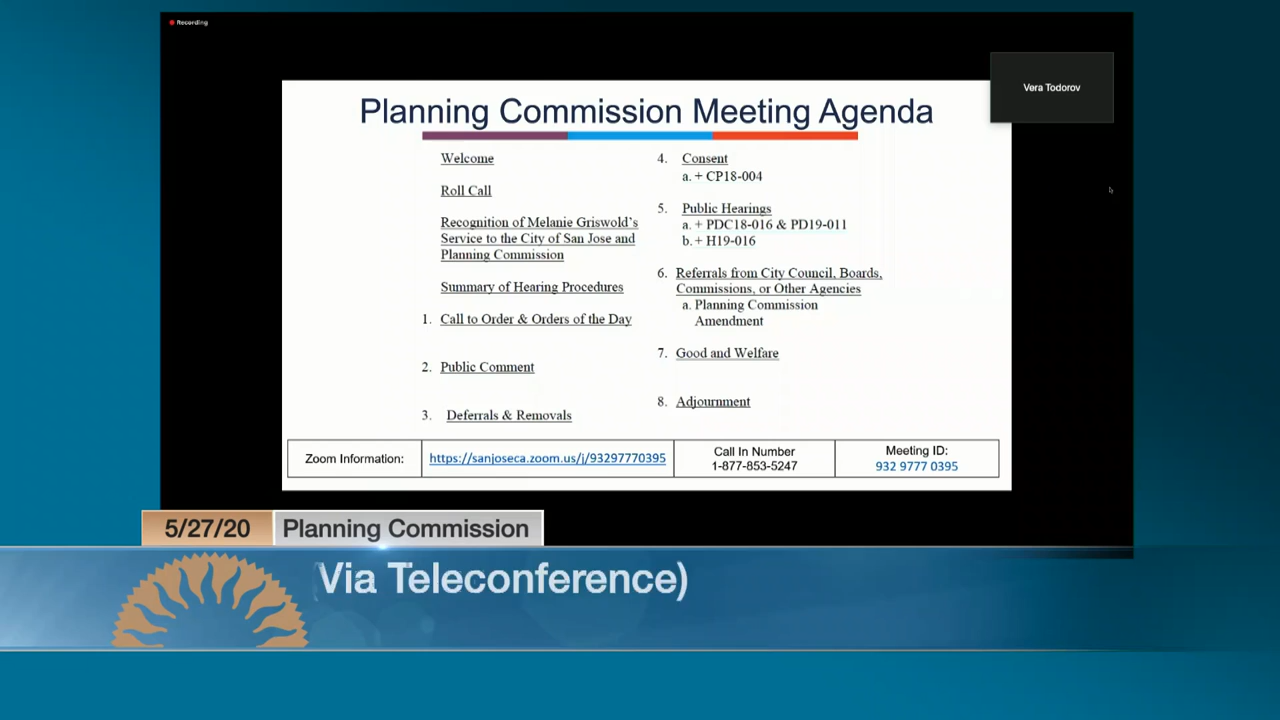 Recording
Vera Todorov
Planning Commission Meeting Agenda
Welcome
Roll Call
Recognition of Melanie Griswold's
Service to the City of San Jose and
Planning Commission
Summary of Hearing Procedures
1. Call to Order & Orders of the Day
2. Public Comment
3. Deferrals & Removals
4. Consent
a. + CP18-004
5. Public Hearings
a. + PDC18-016 & PD19-011
b. + H19-016
6. Referrals from City Council, Boards,
Commissions, or Other Agencies
a. Planning Commission
Amendment
7. Good and Welfare
8. Adjournment
Zoom Information:
https://sanjoseca.zoom.us/j/93297770395
Call In Number
1-877-853-5247
Meeting ID:
932 9777 0395
5/27/20
Planning Commission
(Via Teleconference)